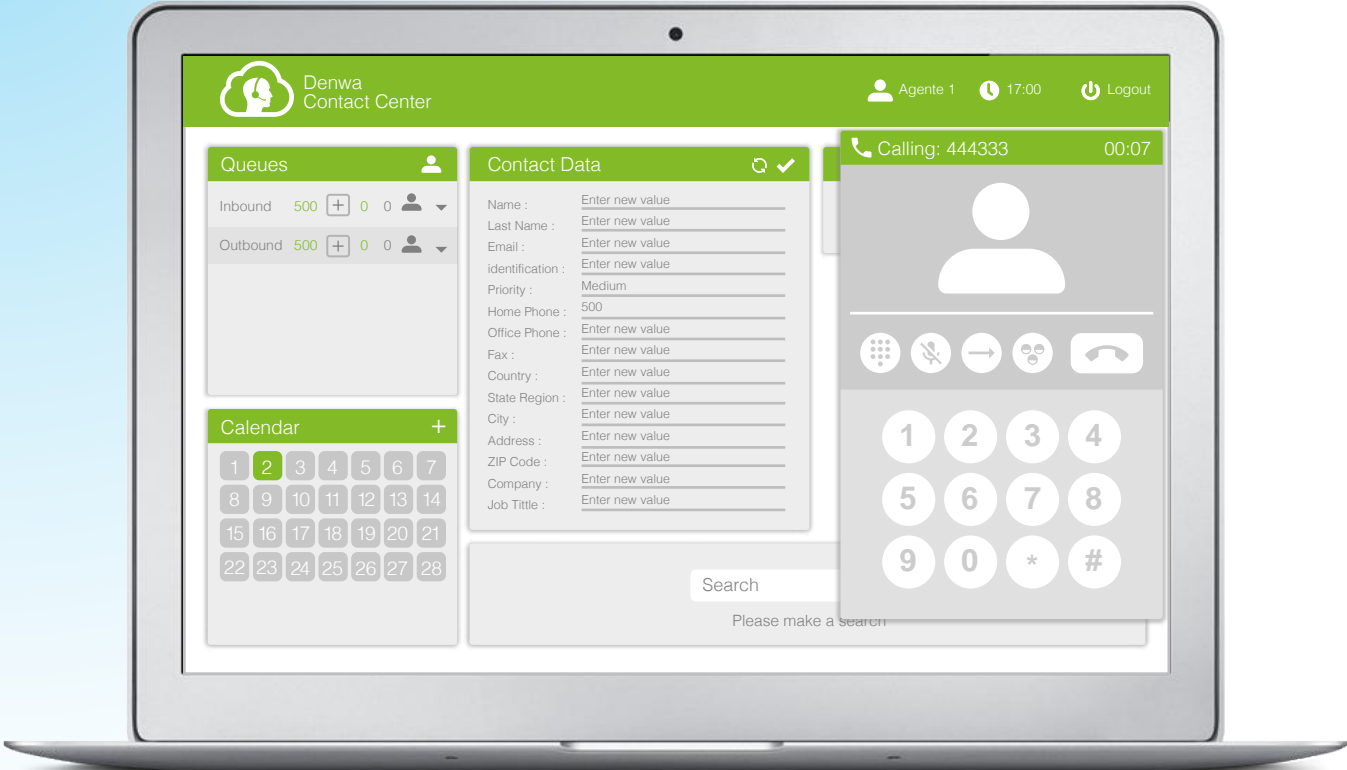 Denwa
Contact Center
Agente 1
17:00
Logout
Queues
Inbound 500 + 0 0
Outbound 500 + 0 0
Calendar +
1 2 3 4 5 6 7
8 9 10 11 12 13 14
15 16 17 18 19 20 21
22 23 24 25 26 27 28
Contact Data
Name : Enter new value
Last Name : Enter new value
Email : Enter new value
identification : Enter new value
Priority : Medium
Home Phone : 500
Office Phone : Enter new value
Fax : Enter new value
Country : Enter new value
State Region : Enter new value
City : Enter new value
Address : Enter new value
ZIP Code : Enter new value
Company : Enter new value
Job Tittle : Enter new value
Search
Please make a search
Calling: 444333 00:07
1 2 3 4
5 6 7 8
9 0 * #